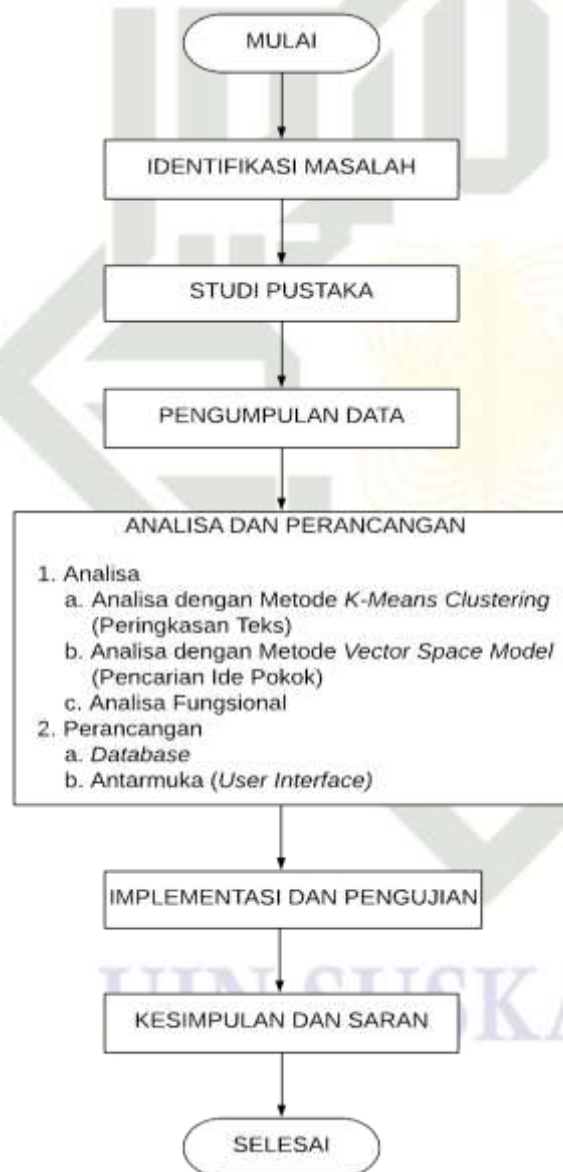 MULAI
IDENTIFIKASI MASALAH
STUDI PUSTAKA
PENGUMPULAN DATA
ANALISA DAN PERANCANGAN
1. Analisa
a. Analisa dengan Metode K-Means Clustering
(Peringkasan Teks)
b. Analisa dengan Metode Vector Space Model
(Pencarian Ide Pokok)
c. Analisa Fungsional
2. Perancangan
a. Database
b. Antarmuka (User Interface)
IMPLEMENTASI DAN PENGUJIAN
UIN SUSKA
KESIMPULAN DAN SARAN
SELESAI